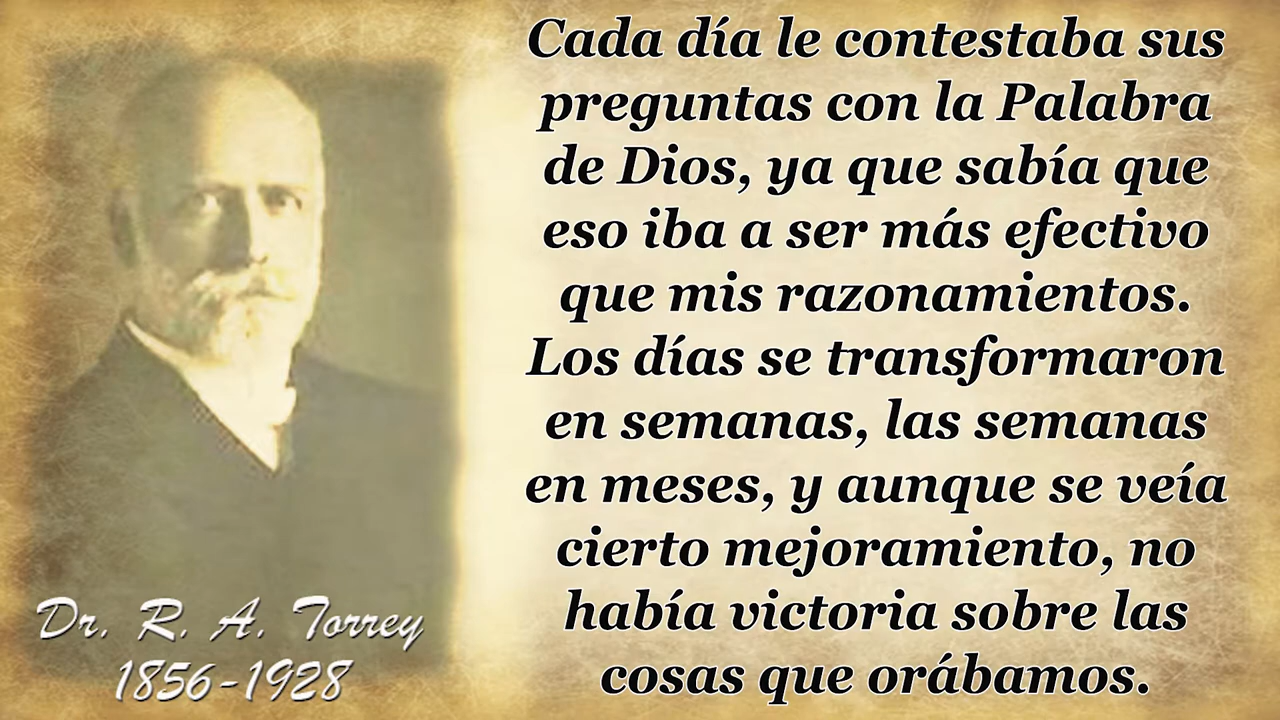 Cada día le contestaba sus
preguntas con la Palabra
de Dios, ya que sabía que
eso iba a ser más efectivo
que mis razonamientos.
Los días se transformaron
en semanas, las semanas
en meses, y aunque se veía
cierto mejoramiento, no
había victoria sobre las
cosas que orábamos.
Dr. R. A. Torrey
1856-1928